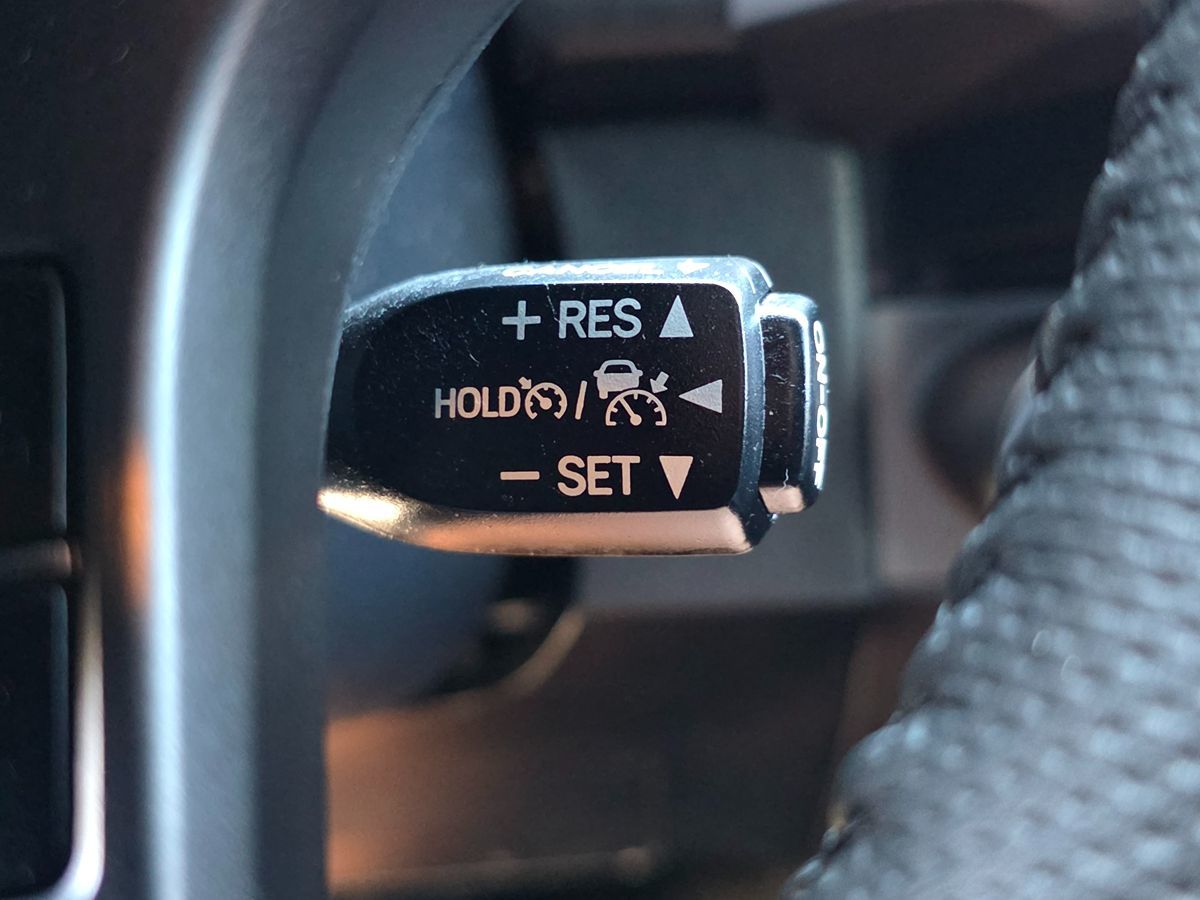 + RES ▲
HOLD / ◀
− SET ▼
ON-OFF